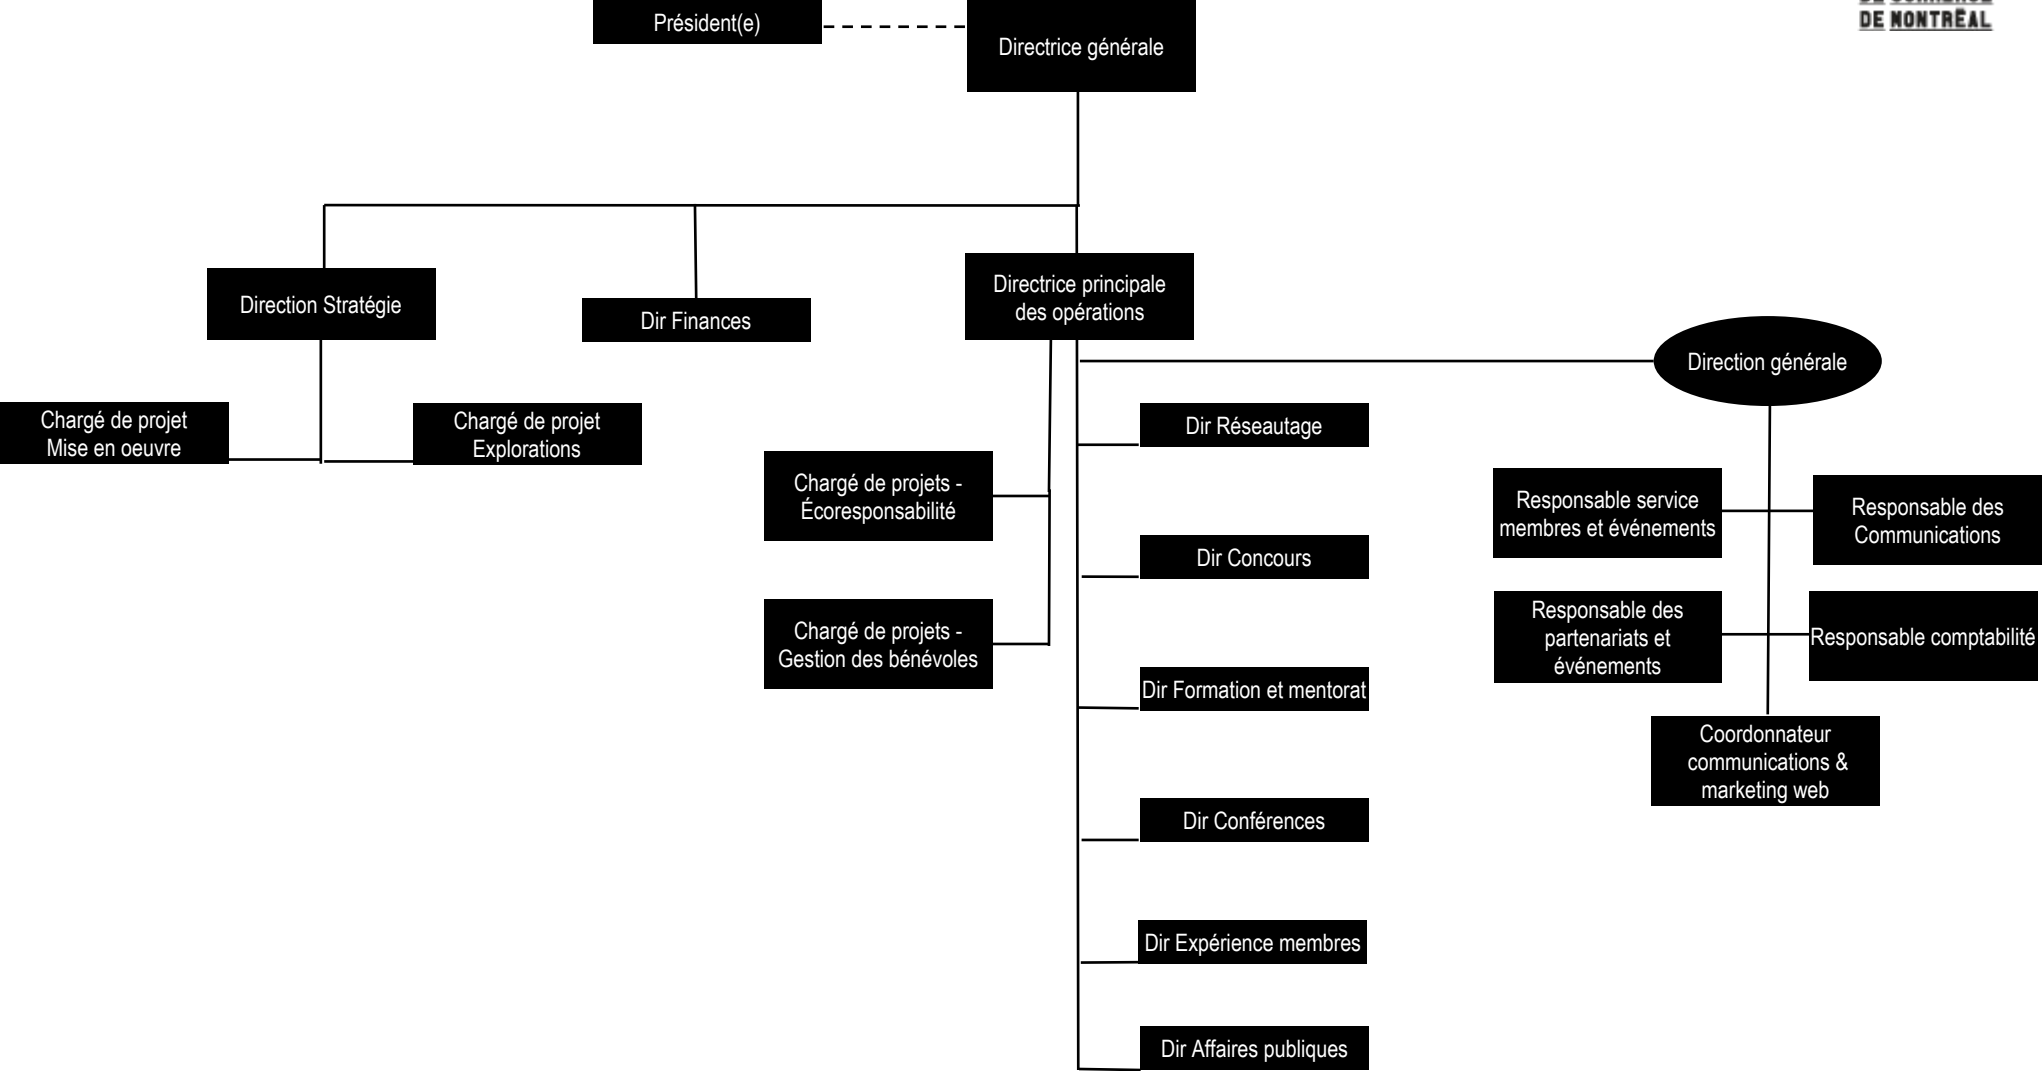 Président(e)
DE MONTRÉAL
Directrice générale
Direction Stratégie
Dir Finances
Directrice principale
des opérations
Direction générale
Chargé de projet
Mise en oeuvre
Chargé de projet
Explorations
Dir Réseautage
Chargé de projets -
Écoresponsabilité
Responsable service
membres et événements
Responsable des
Communications
Dir Concours
Chargé de projets -
Gestion des bénévoles
Responsable des
partenariats et
événements
Responsable comptabilité
Dir Formation et mentorat
Coordonnateur
communications &
marketing web
Dir Conférences
Dir Expérience membres
Dir Affaires publiques